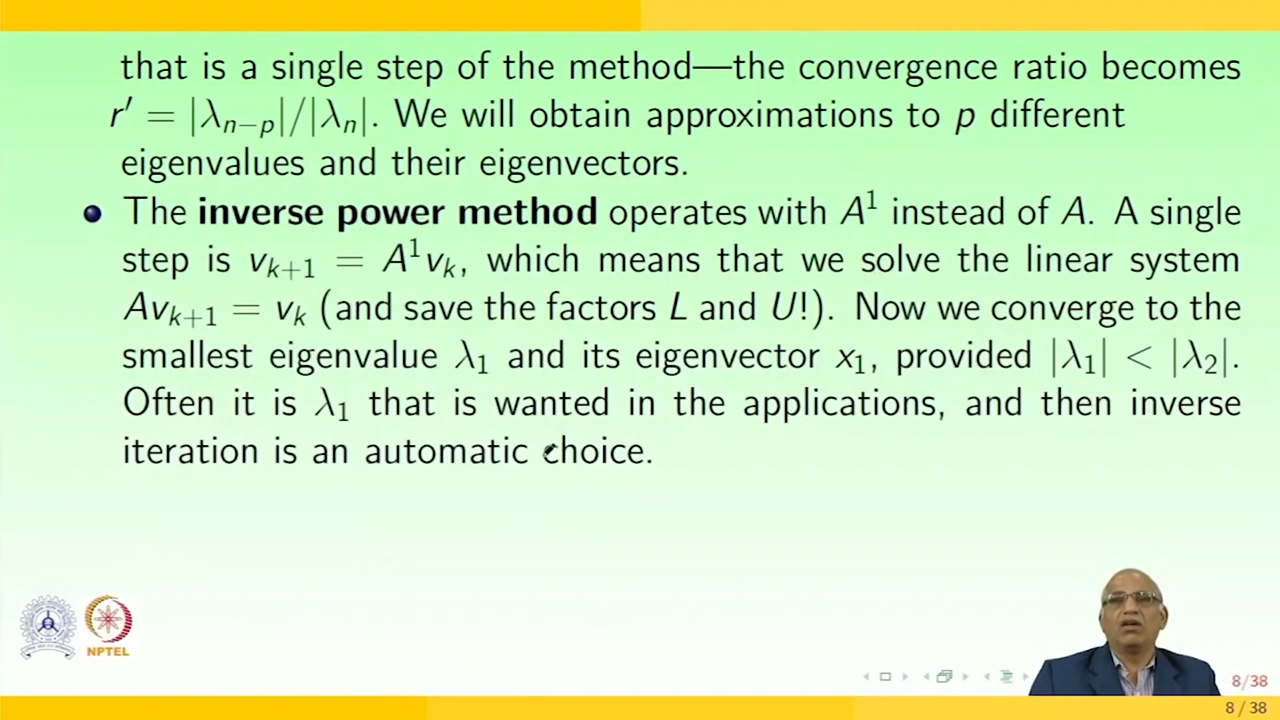 that is a single step of the method—the convergence ratio becomes
r′ = |λₙ₋ₚ|/|λₙ|. We will obtain approximations to p different
eigenvalues and their eigenvectors.
The inverse power method operates with A¹ instead of A. A single
step is vₖ₊₁ = A¹vₖ, which means that we solve the linear system
Avₖ₊₁ = vₖ (and save the factors L and U!). Now we converge to the
smallest eigenvalue λ₁ and its eigenvector x₁, provided |λ₁| < |λ₂|.
Often it is λ₁ that is wanted in the applications, and then inverse
iteration is an automatic choice.
NPTEL
8/38
8 / 38